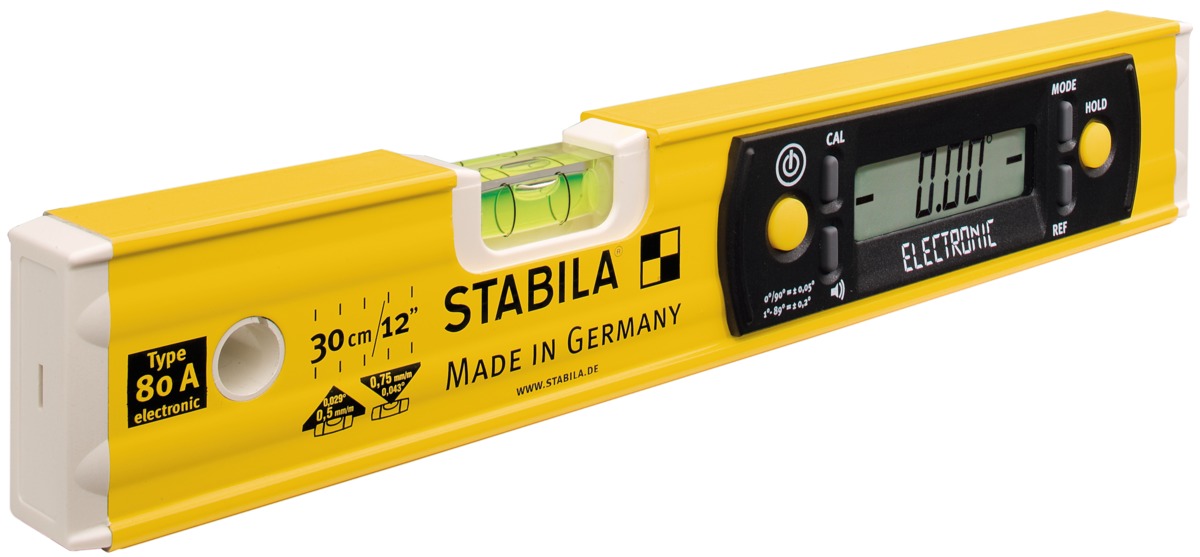 Type
80 A
electronic
30 cm/12"
0,029°
0,5 mm/m
0,75 mm/m
0,043°
STABILA®
MADE IN GERMANY
WWW.STABILA.DE
CAL
0°/90° = ± 0,05°
1° - 89° = ± 0,2°
0.00°
ELECTRONIC
MODE
HOLD
REF